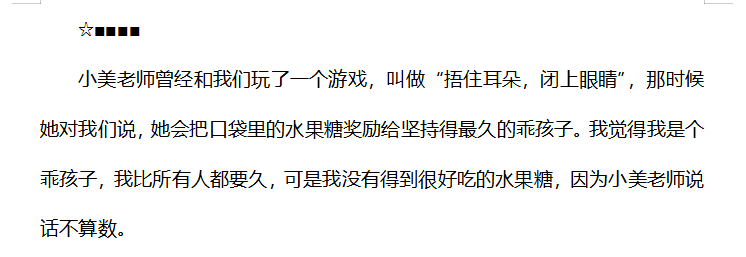 ☆■■■■
小美老师曾经和我们玩了一个游戏，叫做“捂住耳朵，闭上眼睛”，那时候
她对我们说，她会把口袋里的水果糖奖励给坚持得最久的乖孩子。我觉得我是个
乖孩子，我比所有人都要久，可是我没有得到很好吃的水果糖，因为小美老师说
话不算数。